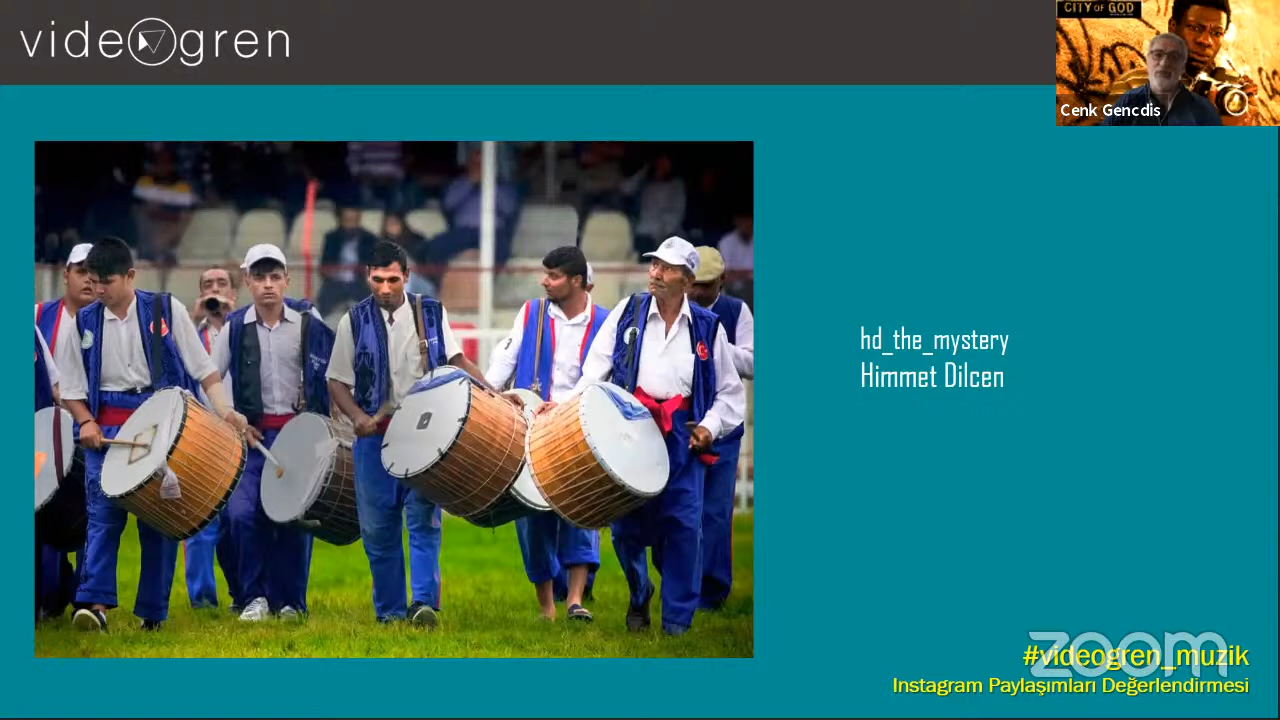 videogren
CITY OF GOD
Cenk Gencdis
hd_the_mystery
Himmet Dilcen
zoom
#videogren_muzik
Instagram Paylaşımları Değerlendirmesi